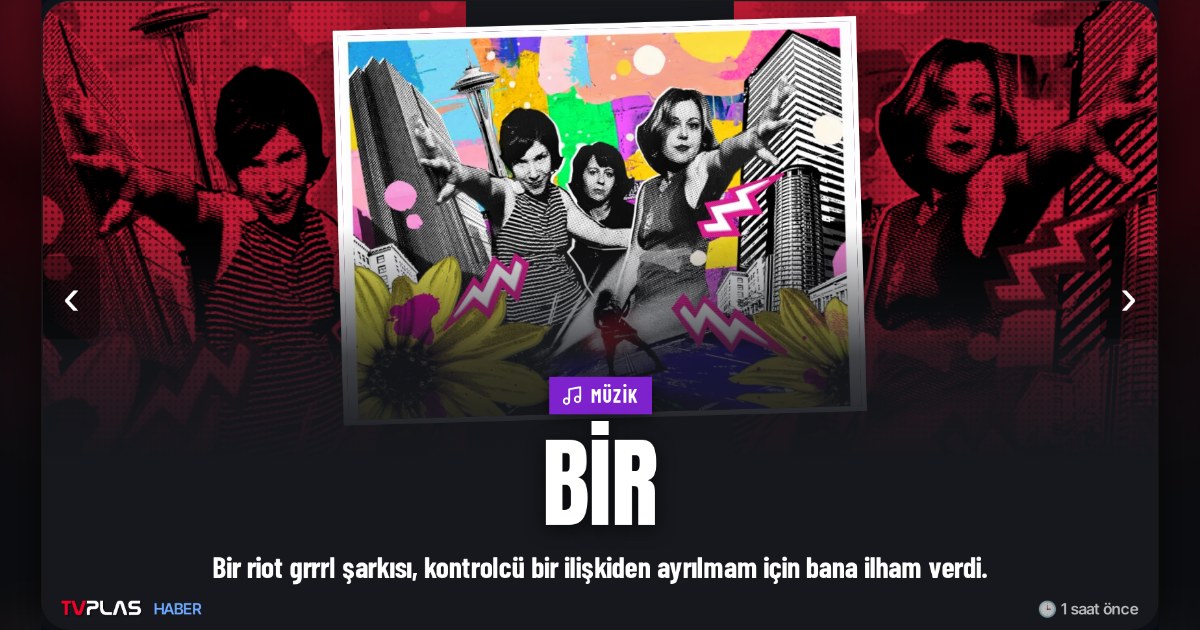 MÜZİK
BİR
Bir riot grrrl şarkısı, kontrolcü bir ilişkiden ayrılmam için bana ilham verdi.
TVPLAS HABER
1 saat önce